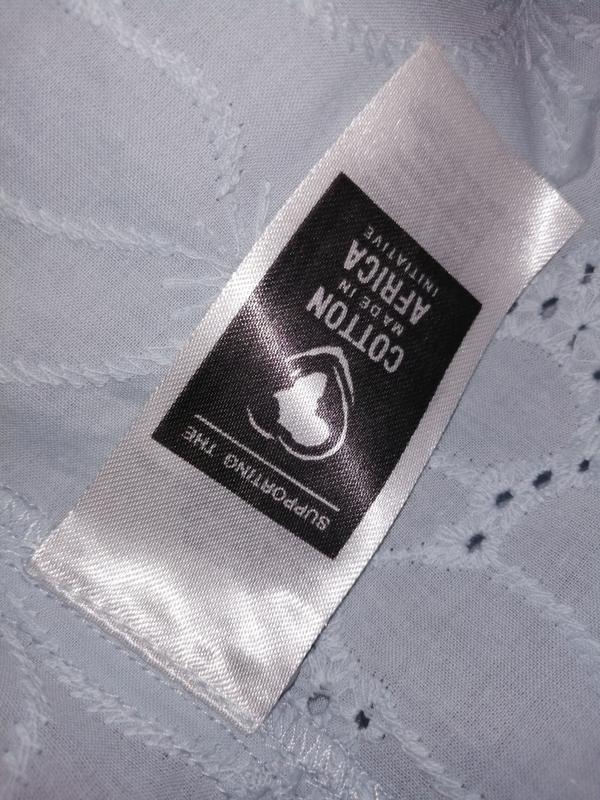 SUPPORTING THE
COTTON
MADE IN
AFRICA
INITIATIVE